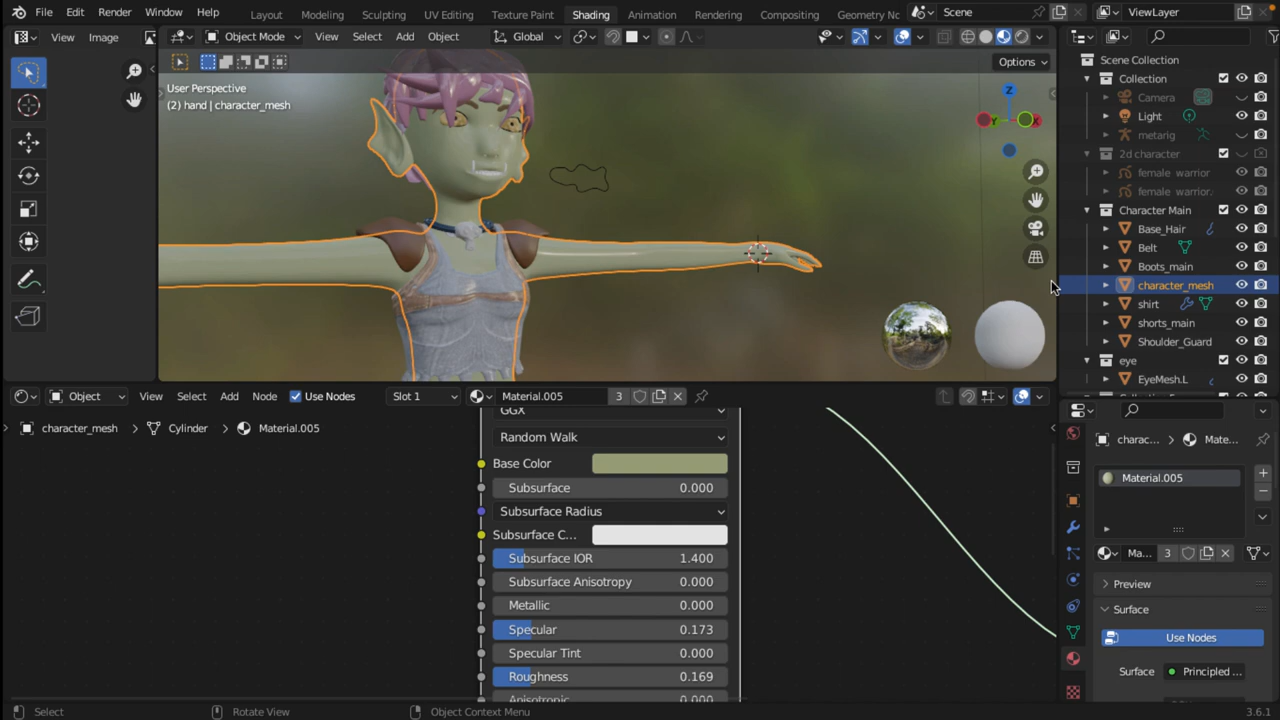 File Edit Render Window Help Layout Modeling Sculpting UV Editing Texture Paint Shading Animation Rendering Compositing Geometry Nc Scene ViewLayer
View Image
Object Mode View Select Add Object Global
Options
User Perspective
(2) hand | character_mesh
Z
Y
Scene Collection
Collection
Camera
Light
metarig
2d character
female warrior
female warrior.
Character Main
Base_Hair
Belt
Boots_main
character_mesh
shirt
shorts_main
Shoulder_Guard
eye
EyeMesh.L
Object View Select Add Node Use Nodes Slot 1 Material.005 3
character_mesh > Cylinder > Material.005
GGX
Random Walk
Base Color
Subsurface 0.000
Subsurface Radius
Subsurface C...
Subsurface IOR 1.400
Subsurface Anisotropy 0.000
Metallic 0.000
Specular 0.173
Specular Tint 0.000
Roughness 0.169
Anisotropic 0.000
charac... > Mate...
Material.005
Ma... 3
Preview
Surface
Use Nodes
Surface Principled ...
Select Rotate View Object Context Menu 3.6.1